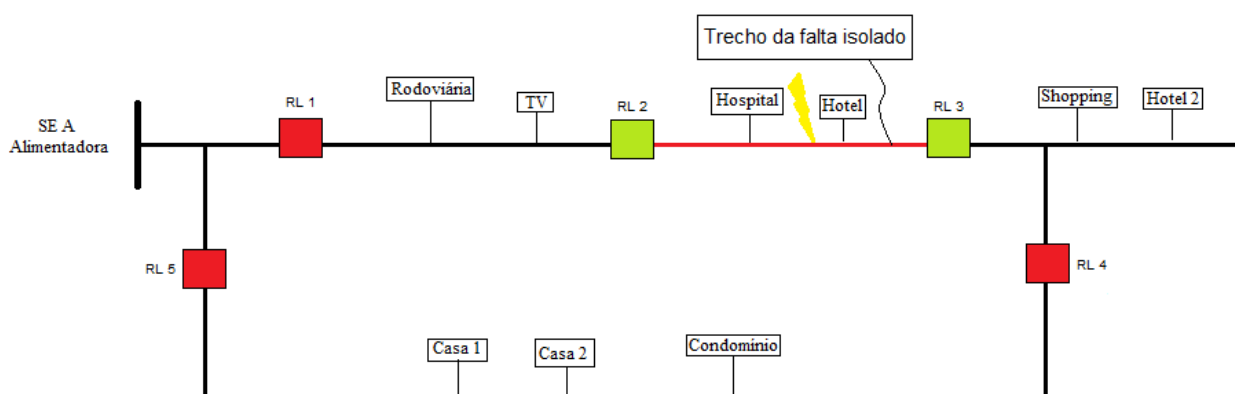 Trecho da falta isolado
RL 1
Rodoviária
TV
RL 2
Hospital
Hotel
RL 3
Shopping
Hotel 2
SE A
Alimentadora
RL 5
RL 4
Casa 1
Casa 2
Condomínio